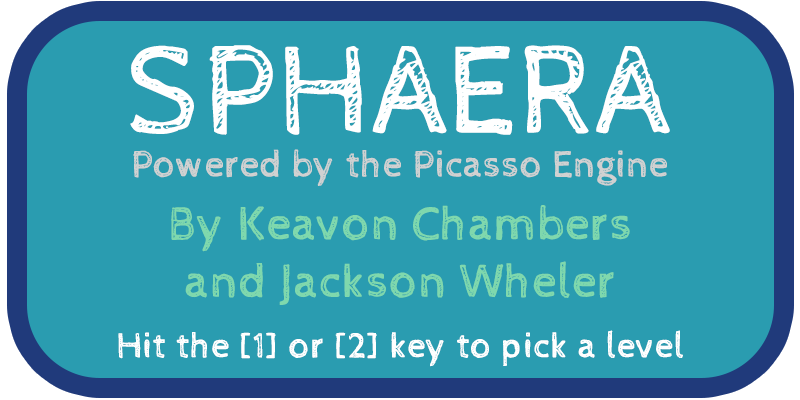 SPHAERA
Powered by the Picasso Engine
By Keavon Chambers
and Jackson Wheler
Hit the [1] or [2] key to pick a level